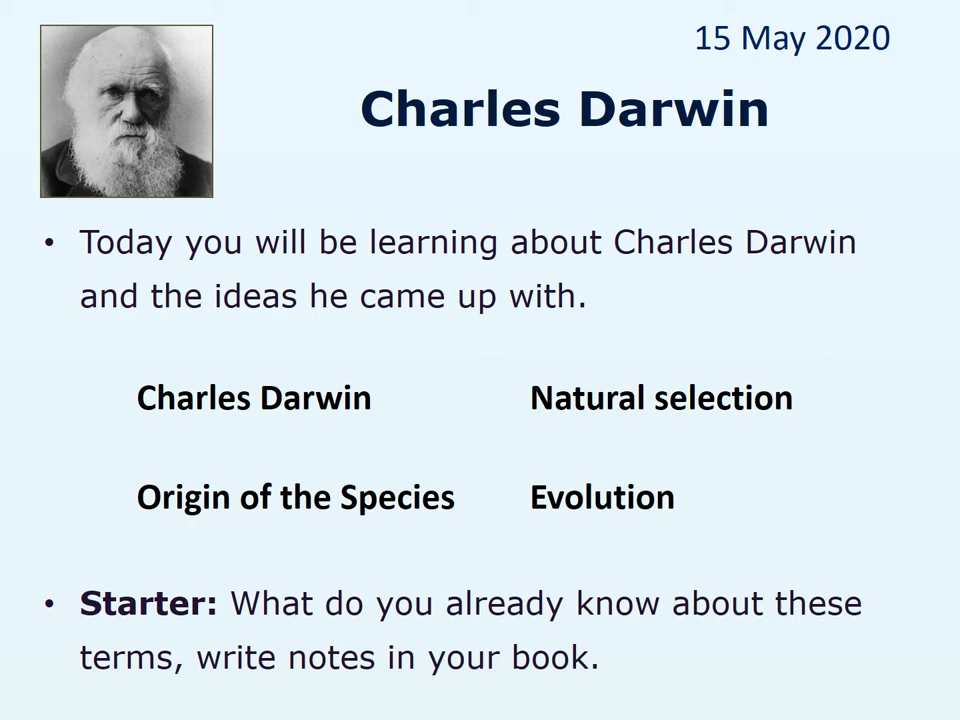 15 May 2020
Charles Darwin
• Today you will be learning about Charles Darwin
and the ideas he came up with.
Charles Darwin Natural selection
Origin of the Species Evolution
• Starter: What do you already know about these
terms, write notes in your book.